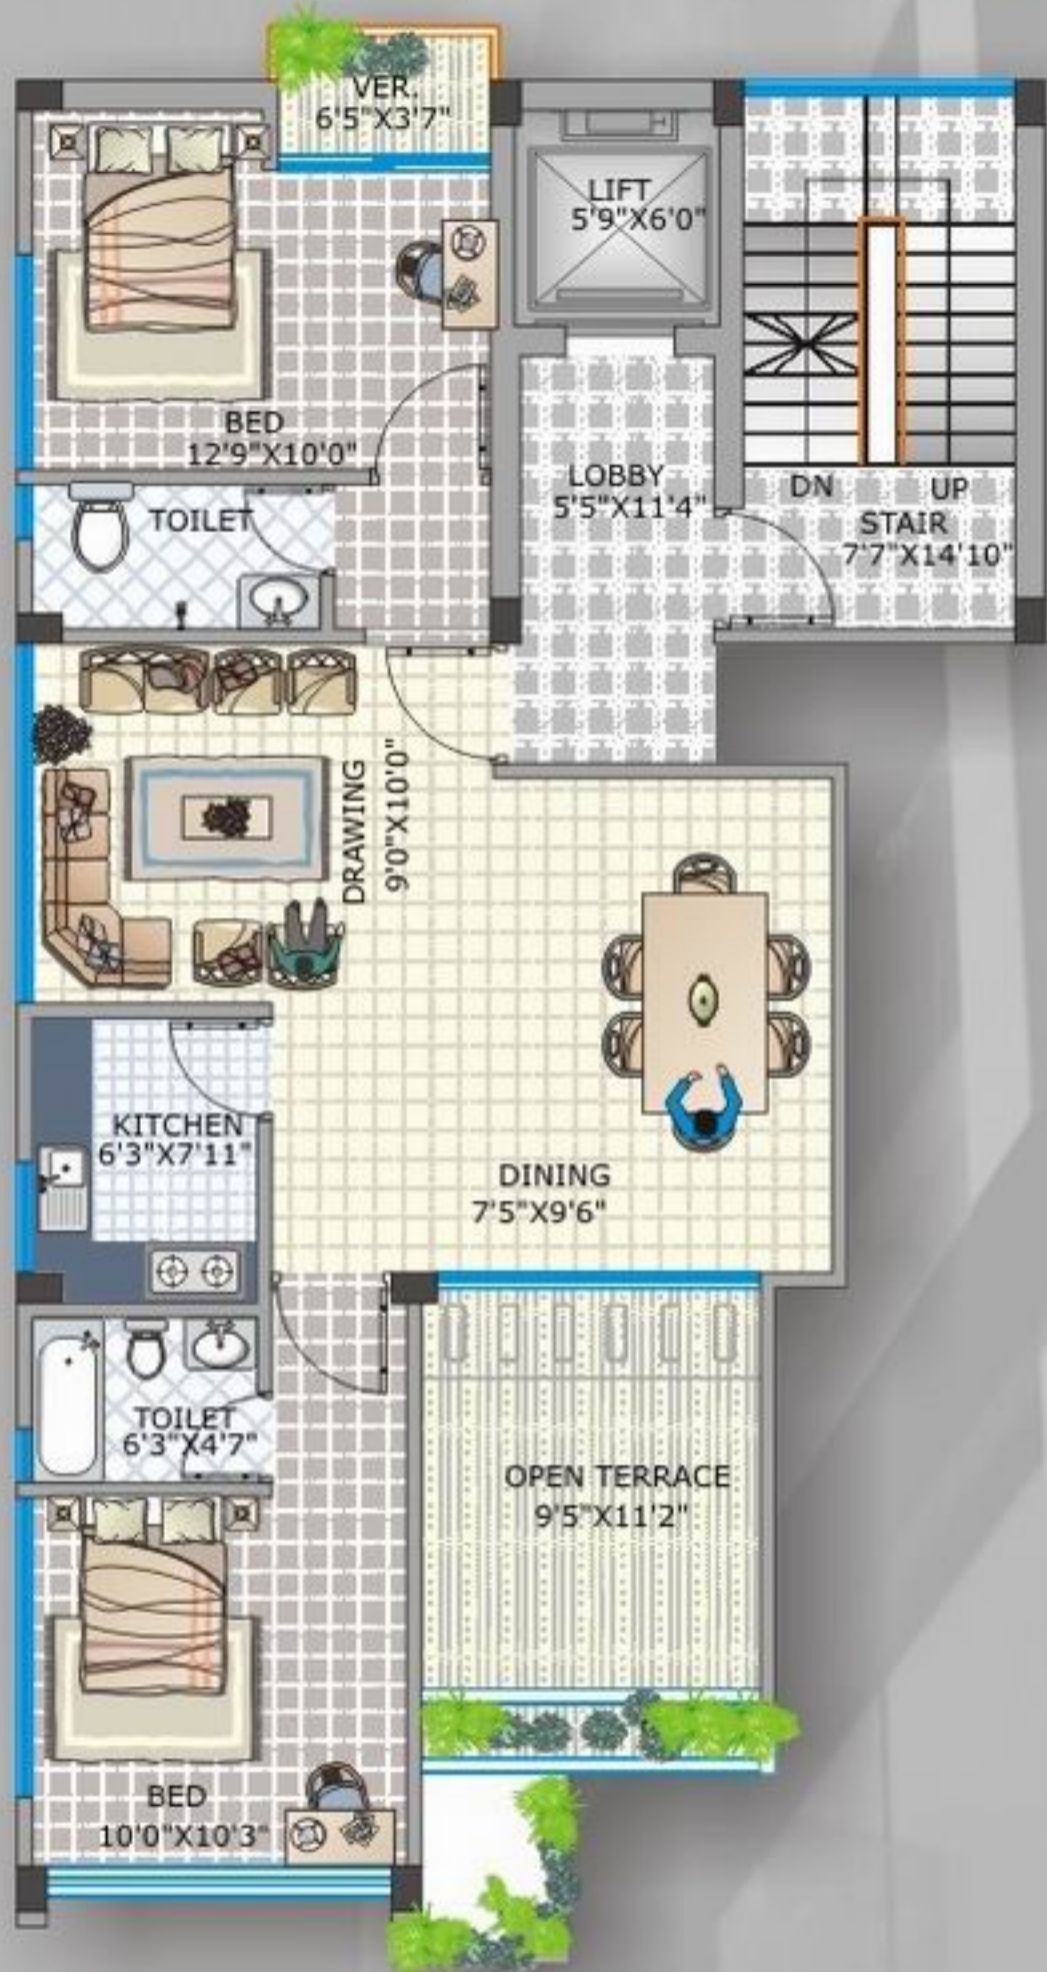 VER.
6'5"X3'7"
LIFT
5'9"X6'0"
BED
12'9"X10'0"
LOBBY
5'5"X11'4"
DN
UP
STAIR
7'7"X14'10"
TOILET
DRAWING
9'0"X10'0"
KITCHEN
6'3"X7'11"
DINING
7'5"X9'6"
TOILET
6'3"X4'7"
OPEN TERRACE
9'5"X11'2"
BED
10'0"X10'3"